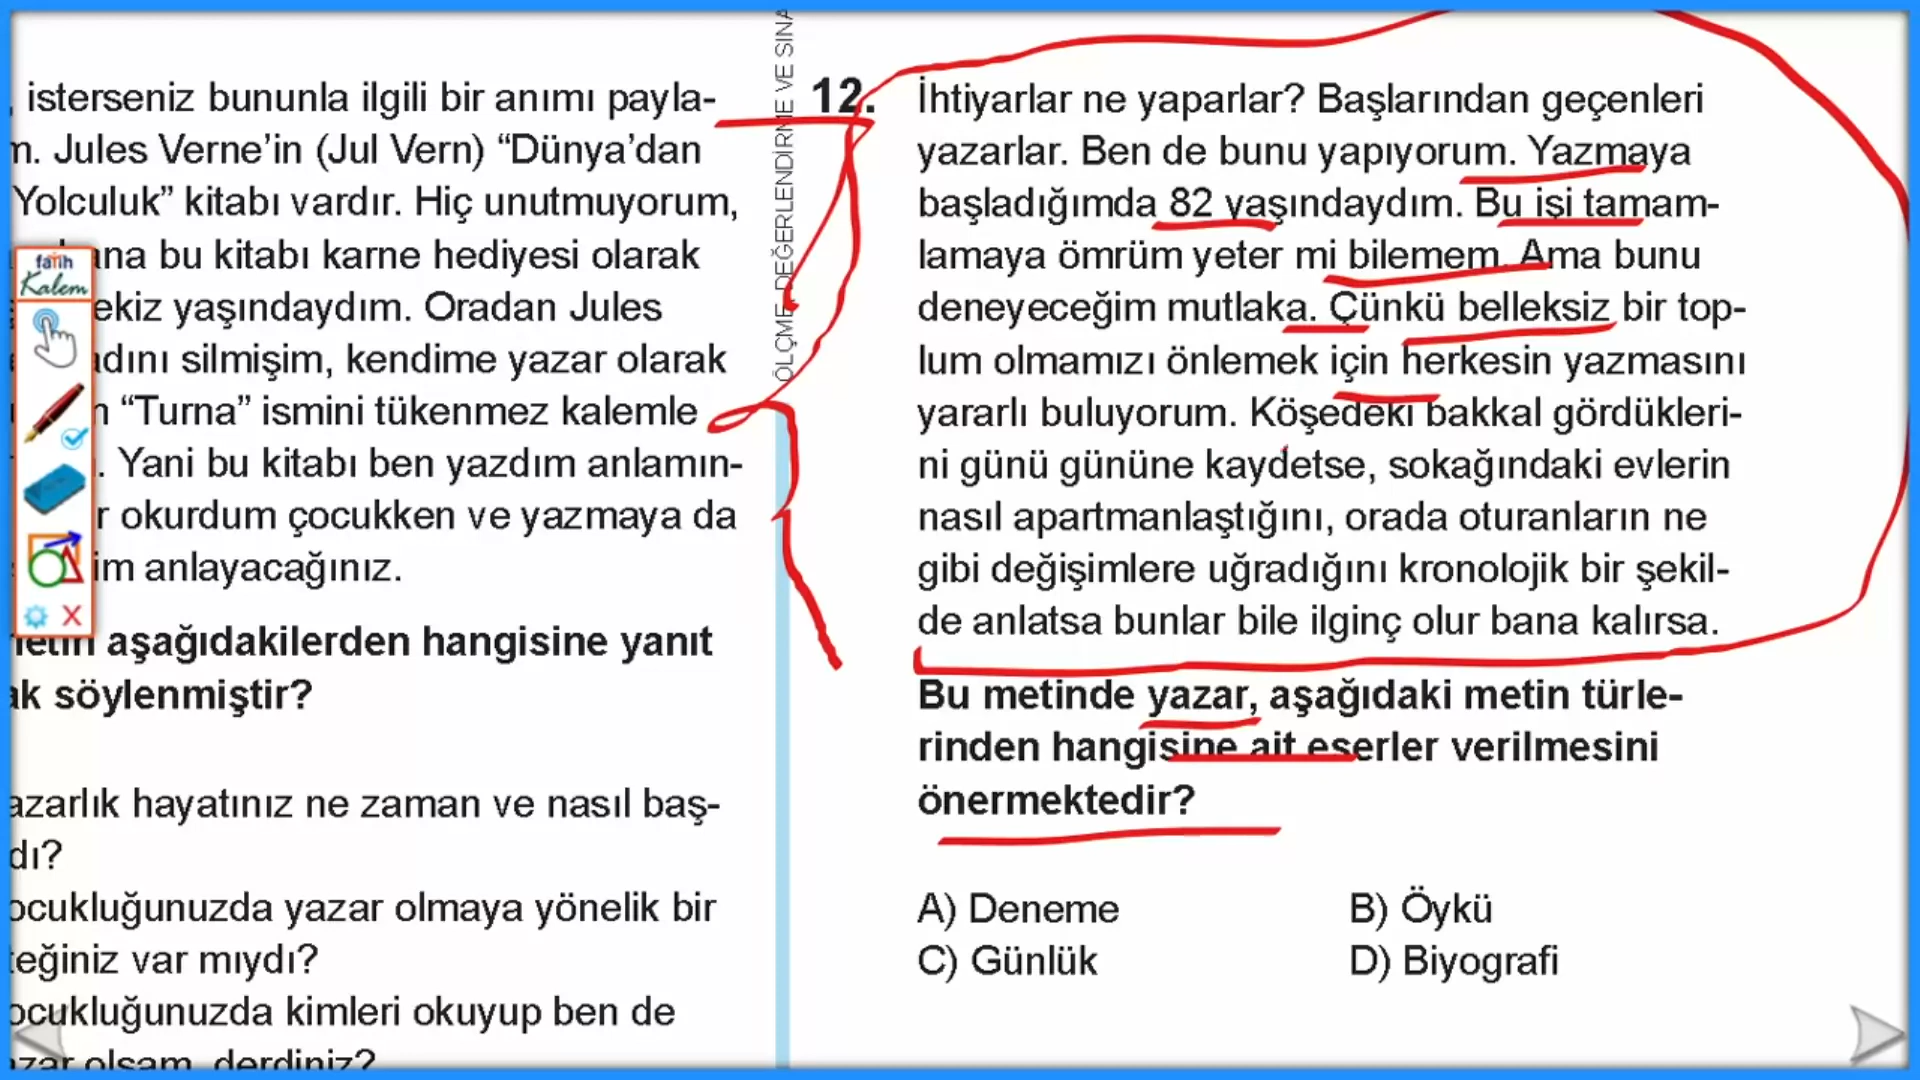 , isterseniz bununla ilgili bir anımı payla-
m. Jules Verne’in (Jul Vern) “Dünya’dan
Yolculuk” kitabı vardır. Hiç unutmuyorum,
bana bu kitabı karne hediyesi olarak
sekiz yaşındaydım. Oradan Jules
adını silmişim, kendime yazar olarak
“Turna” ismini tükenmez kalemle
. Yani bu kitabı ben yazdım anlamın-
r okurdum çocukken ve yazmaya da
im anlayacağınız.
metin aşağıdakilerden hangisine yanıt
ak söylenmiştir?
azarlık hayatınız ne zaman ve nasıl baş-
dı?
ocukluğunuzda yazar olmaya yönelik bir
teğiniz var mıydı?
ocukluğunuzda kimleri okuyup ben de
azar olsam, derdiniz?
fatih
Kalem
ÖLÇME, DEĞERLENDİRME VE SINA
12. İhtiyarlar ne yaparlar? Başlarından geçenleri
yazarlar. Ben de bunu yapıyorum. Yazmaya
başladığımda 82 yaşındaydım. Bu işi tamam-
lamaya ömrüm yeter mi bilemem. Ama bunu
deneyeceğim mutlaka. Çünkü belleksiz bir top-
lum olmamızı önlemek için herkesin yazmasını
yararlı buluyorum. Köşedeki bakkal gördükleri-
ni günü gününe kaydetse, sokağındaki evlerin
nasıl apartmanlaştığını, orada oturanların ne
gibi değişimlere uğradığını kronolojik bir şekil-
de anlatsa bunlar bile ilginç olur bana kalırsa.
Bu metinde yazar, aşağıdaki metin türle-
rinden hangisine ait eserler verilmesini
önermektedir?
A) Deneme
B) Öykü
C) Günlük
D) Biyografi